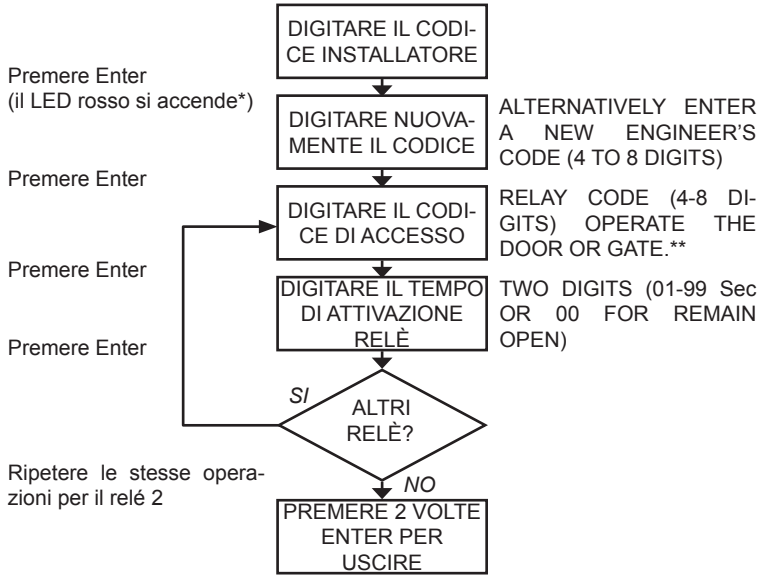 DIGITARE IL CODI-
CE INSTALLATORE
Premere Enter
(il LED rosso si accende*)
DIGITARE NUOVA-
MENTE IL CODICE
ALTERNATIVELY ENTER
A NEW ENGINEER'S
CODE (4 TO 8 DIGITS)
Premere Enter
DIGITARE IL CODI-
CE DI ACCESSO
RELAY CODE (4-8 DI-
GITS) OPERATE THE
DOOR OR GATE.**
Premere Enter
DIGITARE IL TEMPO
DI ATTIVAZIONE
RELÈ
TWO DIGITS (01-99 Sec
OR 00 FOR REMAIN
OPEN)
Premere Enter
SI
ALTRI
RELÈ?
Ripetere le stesse opera-
zioni per il relé 2
NO
PREMERE 2 VOLTE
ENTER PER
USCIRE